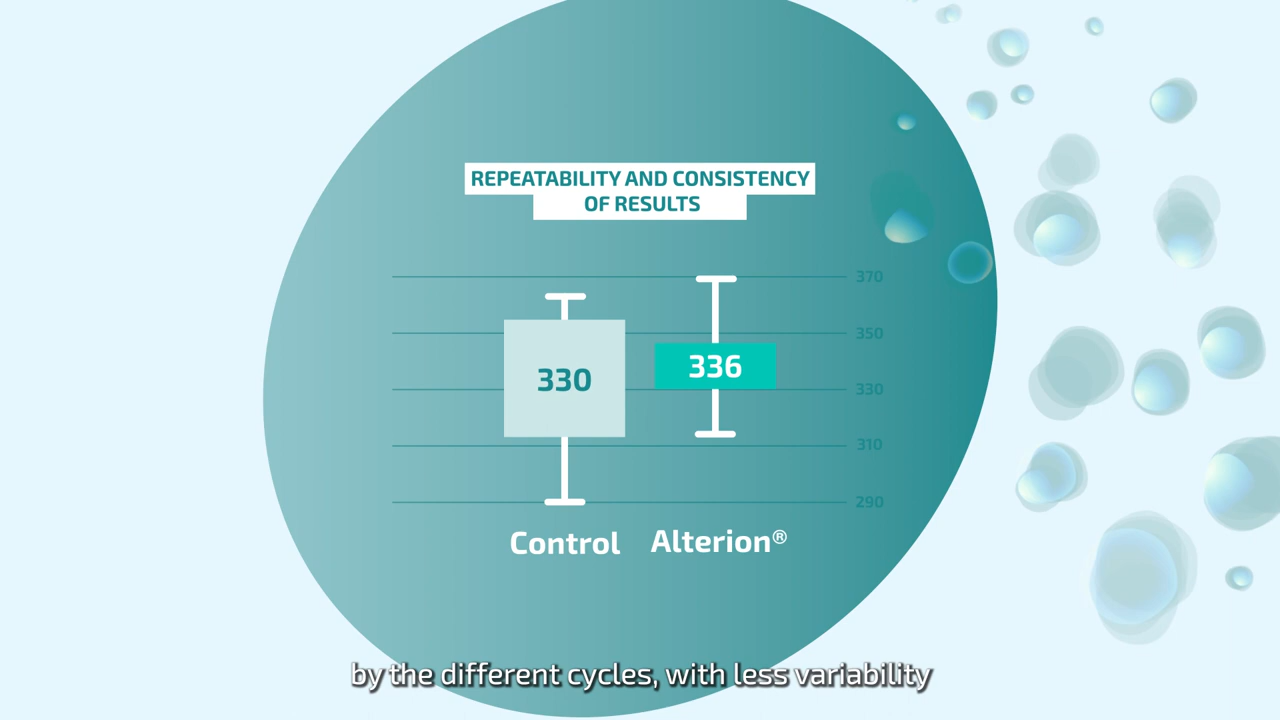 REPEATABILITY AND CONSISTENCY
OF RESULTS
370
350
330
310
290
330
336
Control
Alterion®
by the different cycles, with less variability